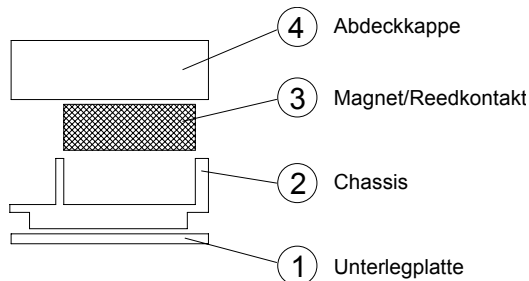 4 Abdeckkappe
3 Magnet/Reedkontakt
2 Chassis
1 Unterlegplatte